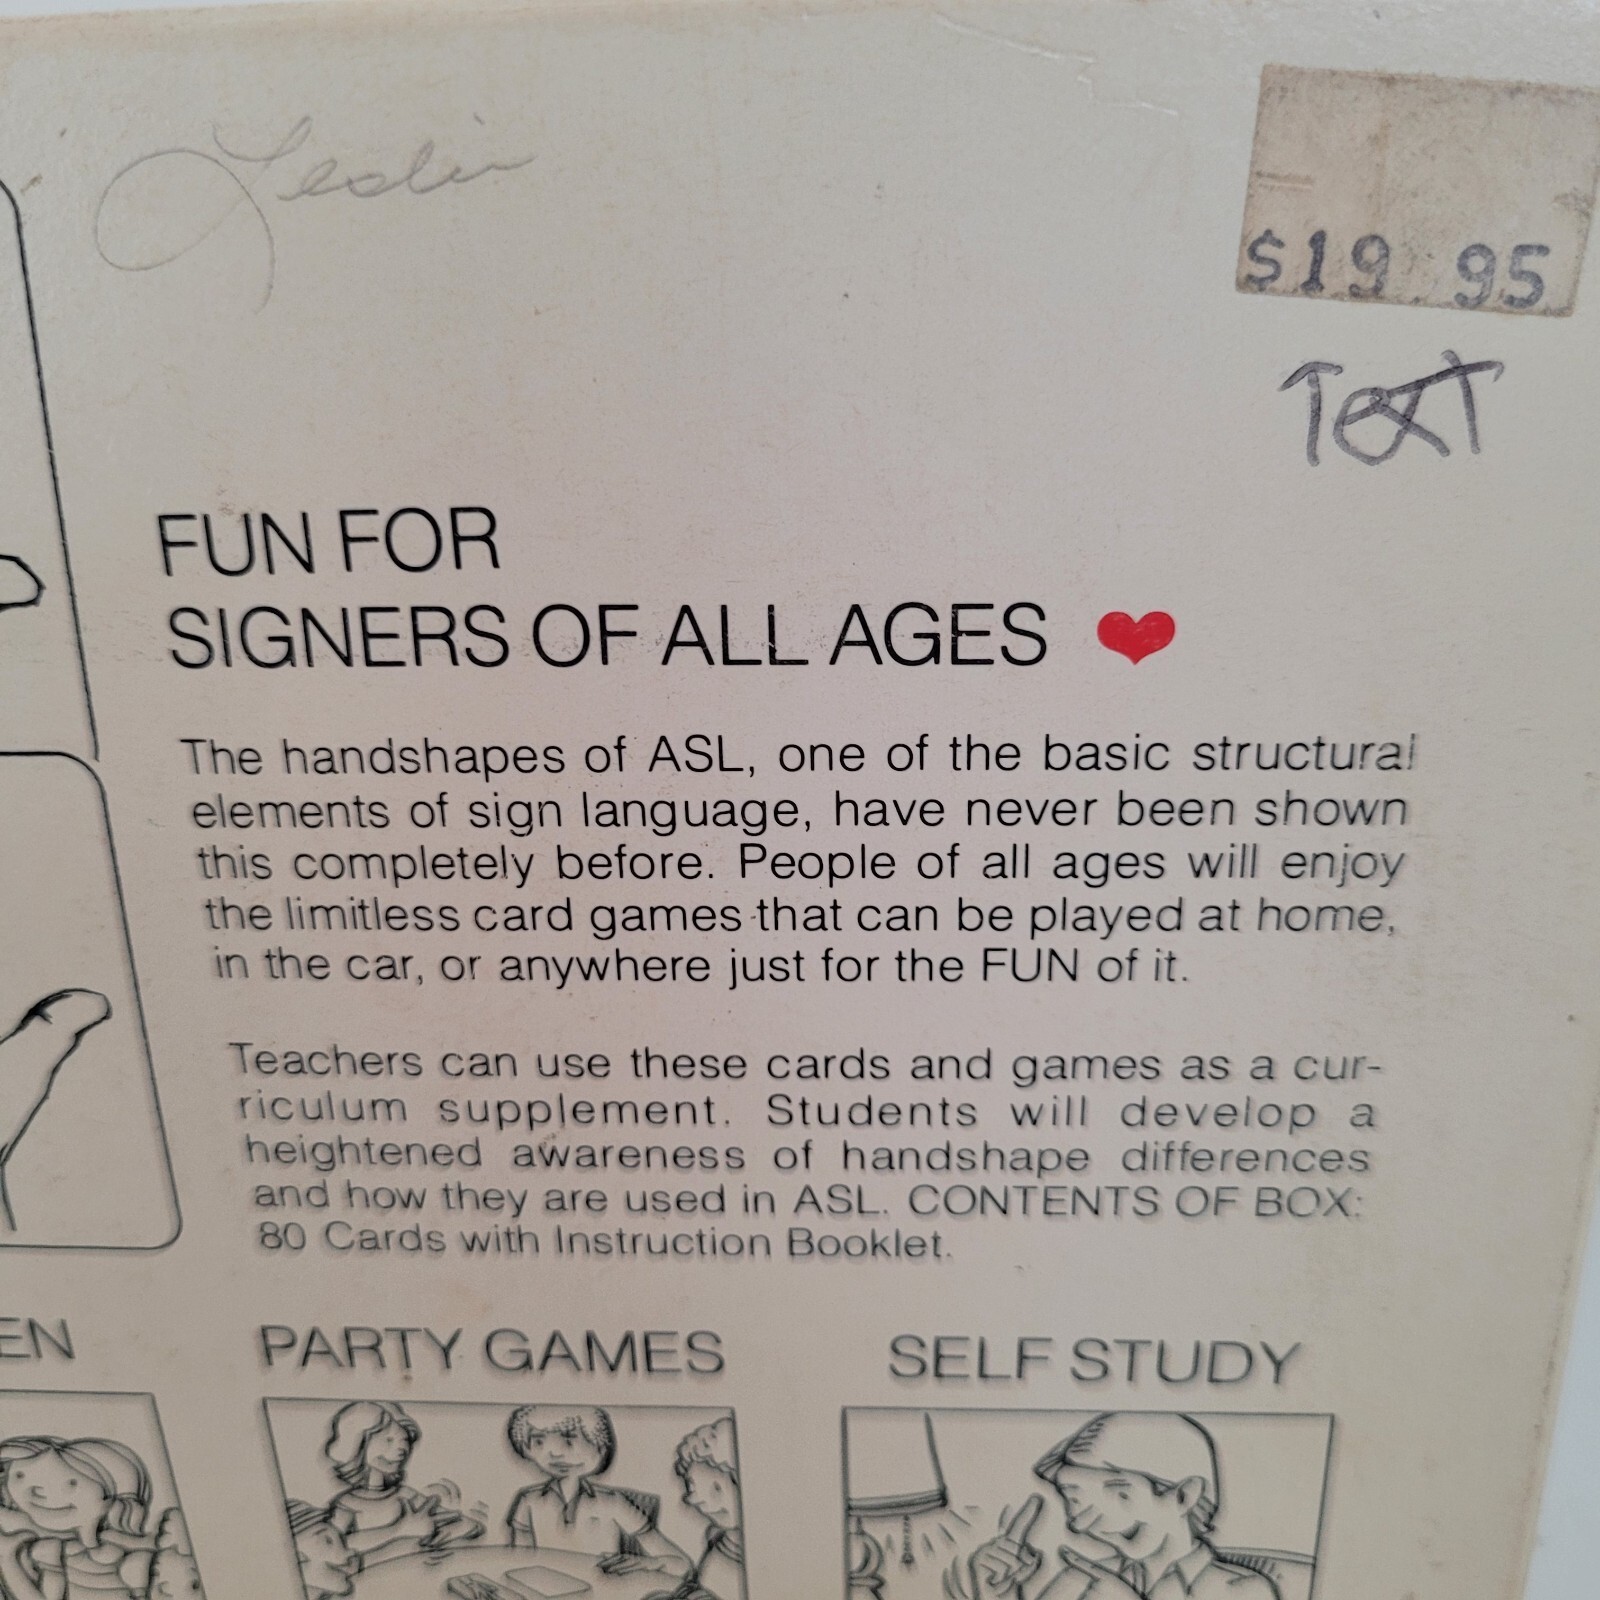 Leslie
$19 95
Text
FUN FOR
SIGNERS OF ALL AGES
The handshapes of ASL, one of the basic structural
elements of sign language, have never been shown
this completely before. People of all ages will enjoy
the limitless card games that can be played at home,
in the car, or anywhere just for the FUN of it.
Teachers can use these cards and games as a cur-
riculum supplement. Students will develop a
heightened awareness of handshape differences
and how they are used in ASL. CONTENTS OF BOX:
80 Cards with Instruction Booklet.
EN
PARTY GAMES
SELF STUDY